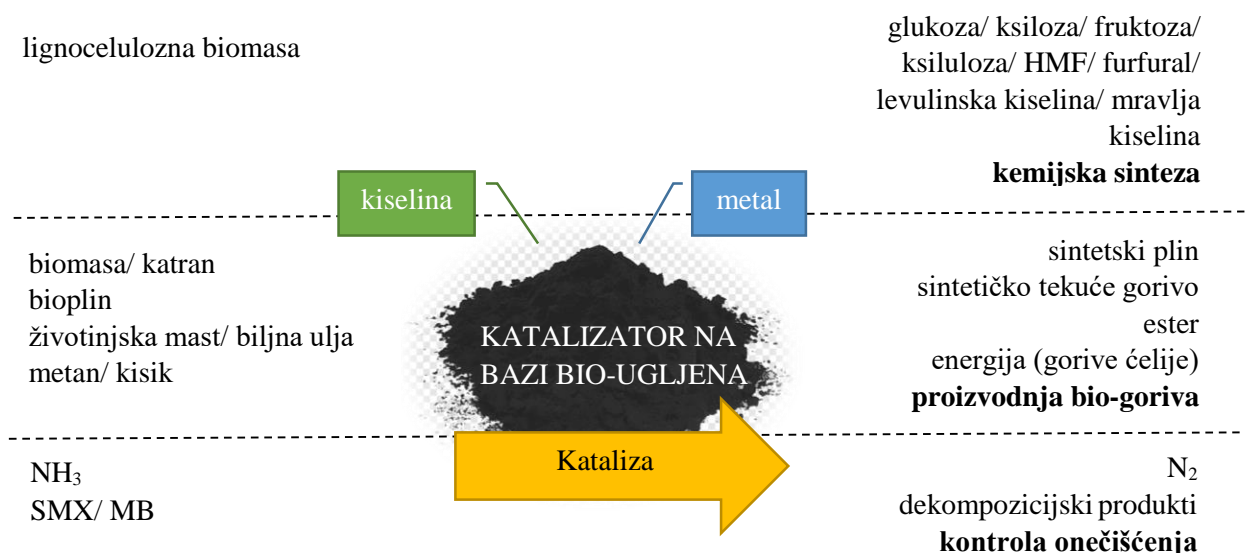 lignocelulozna biomasa
glukoza/ ksiloza/ fruktoza/
ksiluloza/ HMF/ furfural/
levulinska kiselina/ mravlja
kiselina
kemijska sinteza
kiselina
metal
biomasa/ katran
bioplin
životinjska mast/ biljna ulja
metan/ kisik
KATALIZATOR NA
BAZI BIO-UGLJENA
sintetski plin
sintetičko tekuće gorivo
ester
energija (gorive ćelije)
proizvodnja bio-goriva
Kataliza
NH₃
SMX/ MB
N₂
dekompozicijski produkti
kontrola onečišćenja